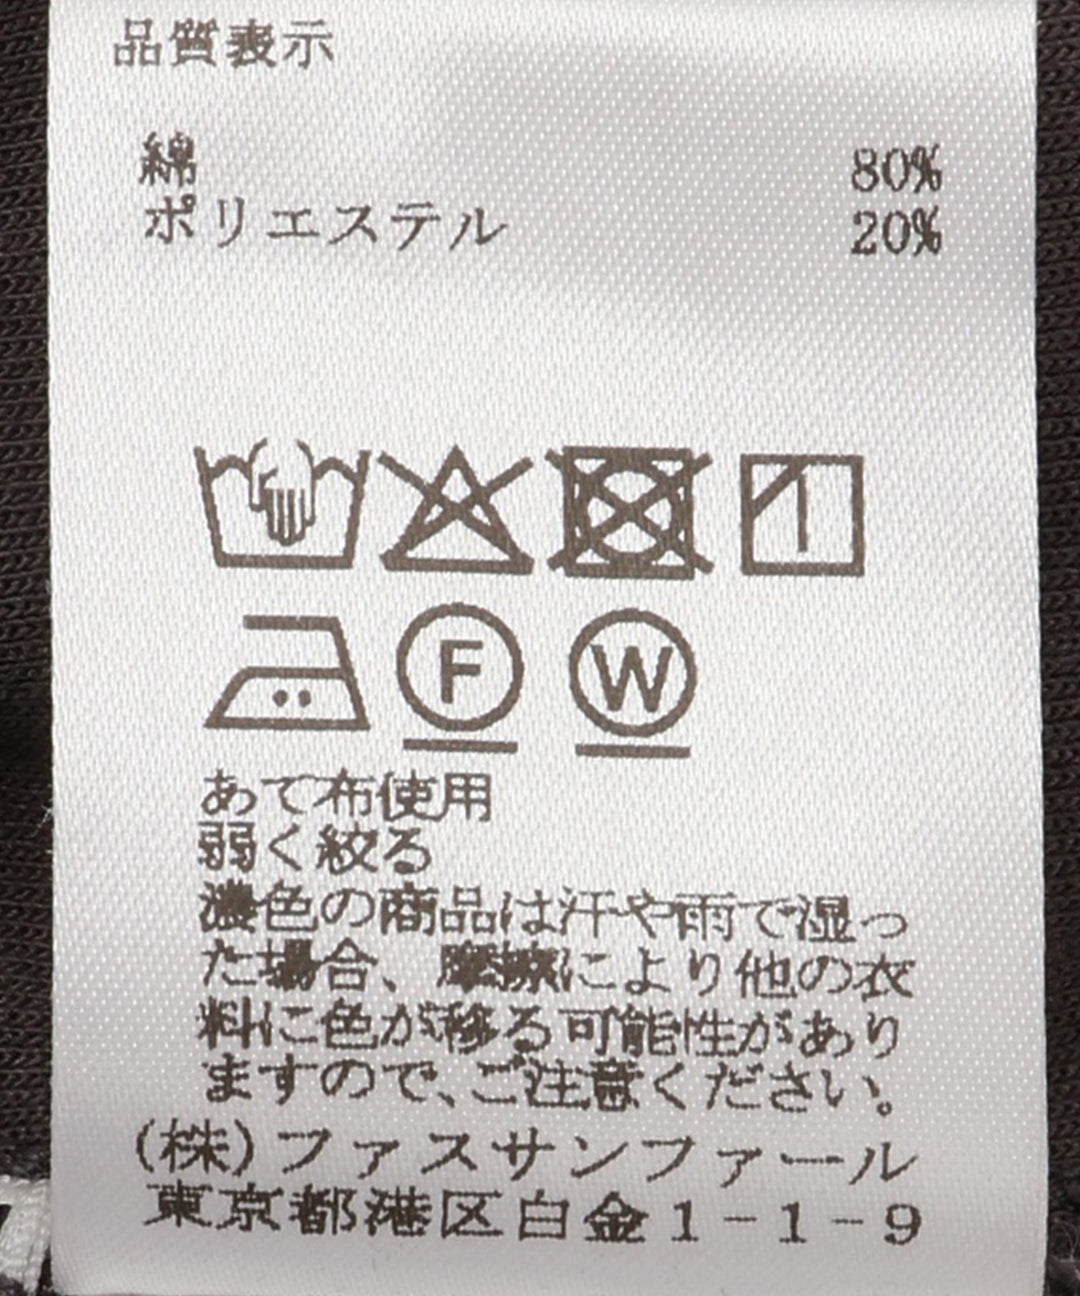 品質表示
綿 80%
ポリエステル 20%
F W
あて布使用
弱く絞る
濃色の商品は汗や雨で湿っ
た場合、摩擦により他の衣
料に色が移る可能性があり
ますので、ご注意ください。
(株)ファスサンファール
東京都港区白金1-1-9